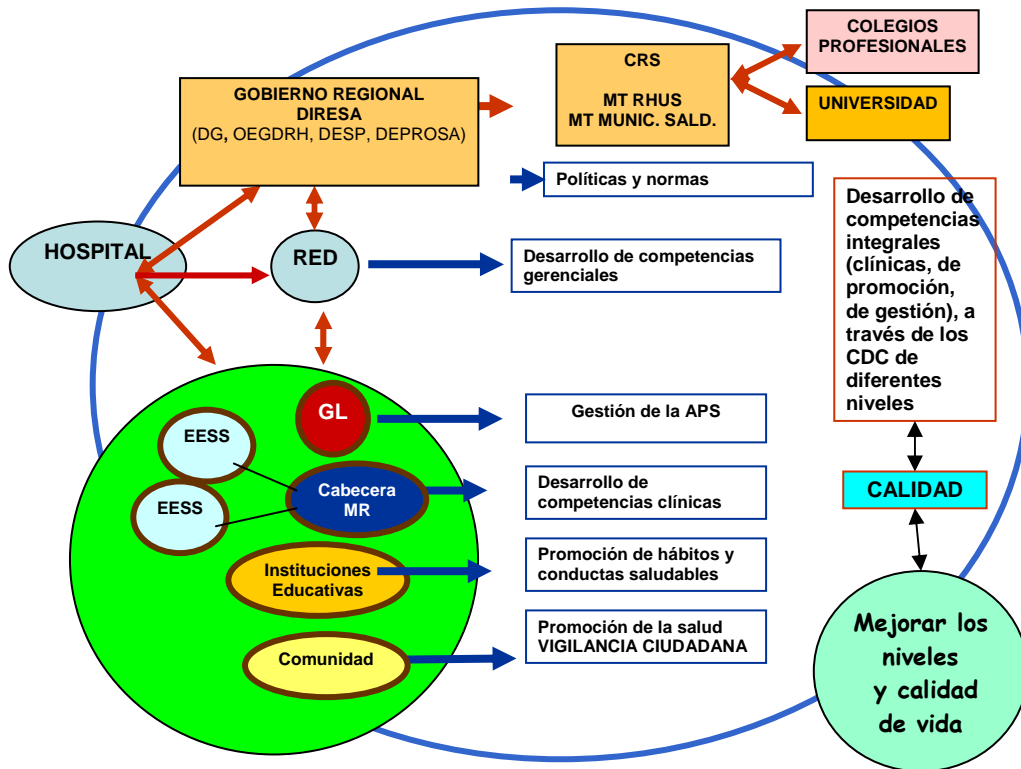 COLEGIOS
PROFESIONALES
CRS
MT RHUS
MT MUNIC. SALD.
UNIVERSIDAD
GOBIERNO REGIONAL
DIRESA
(DG, OEGDRH, DESP, DEPROSA)
Políticas y normas
HOSPITAL
RED
Desarrollo de competencias
gerenciales
Desarrollo de
competencias
integrales
(clínicas, de
promoción,
de gestión), a
través de los
CDC de
diferentes
niveles
GL
Gestión de la APS
EESS
EESS
Cabecera
MR
Desarrollo de
competencias clínicas
CALIDAD
Instituciones
Educativas
Promoción de hábitos y
conductas saludables
Comunidad
Promoción de la salud
VIGILANCIA CIUDADANA
Mejorar los
niveles
y calidad
de vida